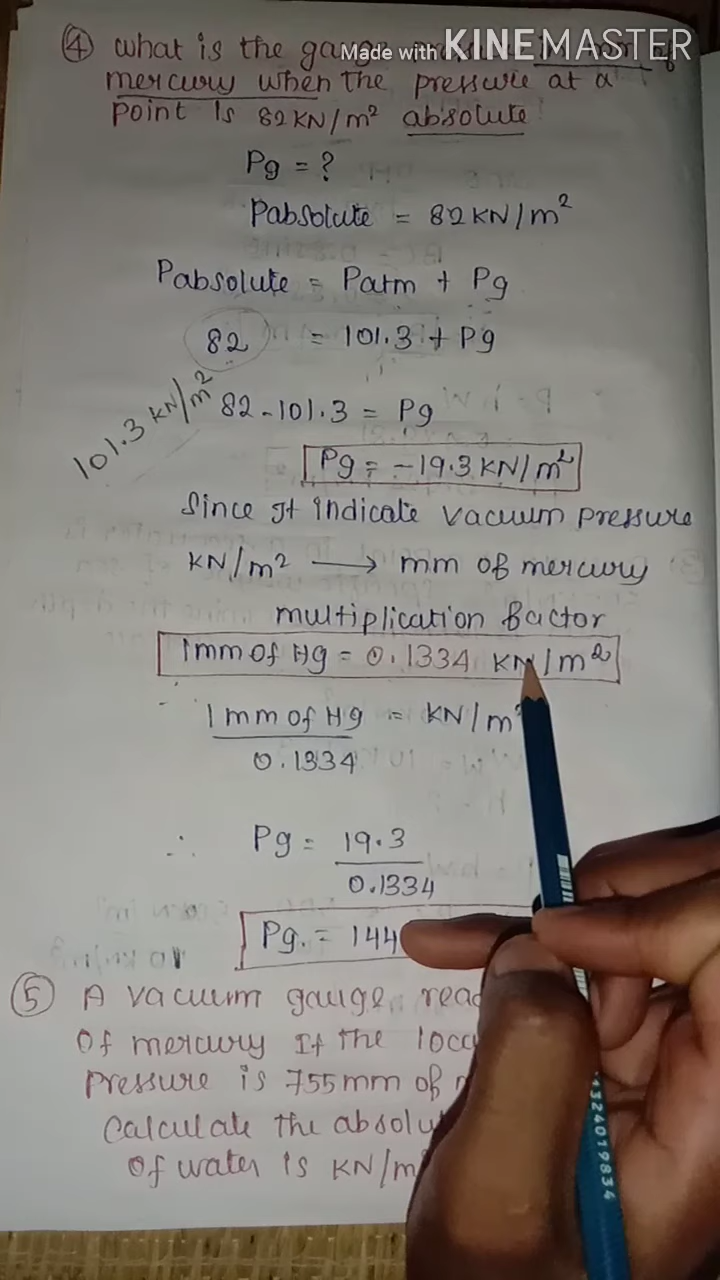 ④ What is the gauge
Made with KINEMASTER
mm of
mercury when the pressure at a
point is 82 KN/m² absolute
Pg = ?
Pabsolute = 82 KN/m²
Pabsolute = Patm + Pg
82 = 101.3 + Pg
101.3 KN/m²
82 - 101.3 = Pg
Pg = -19.3 KN/m²
Since It indicate vacuum pressure
KN/m² → mm of mercury
multiplication factor
1mm of Hg = 0.1334 KN/m²
1 mm of Hg = KN/m
0.1334
∴ Pg = 19.3
0.1334
Pg. = 144
⑤ A vacuum gauge read
of mercury If the loca
pressure is 755 mm of
Calculate the absolu
of water is KN/m
4324019834